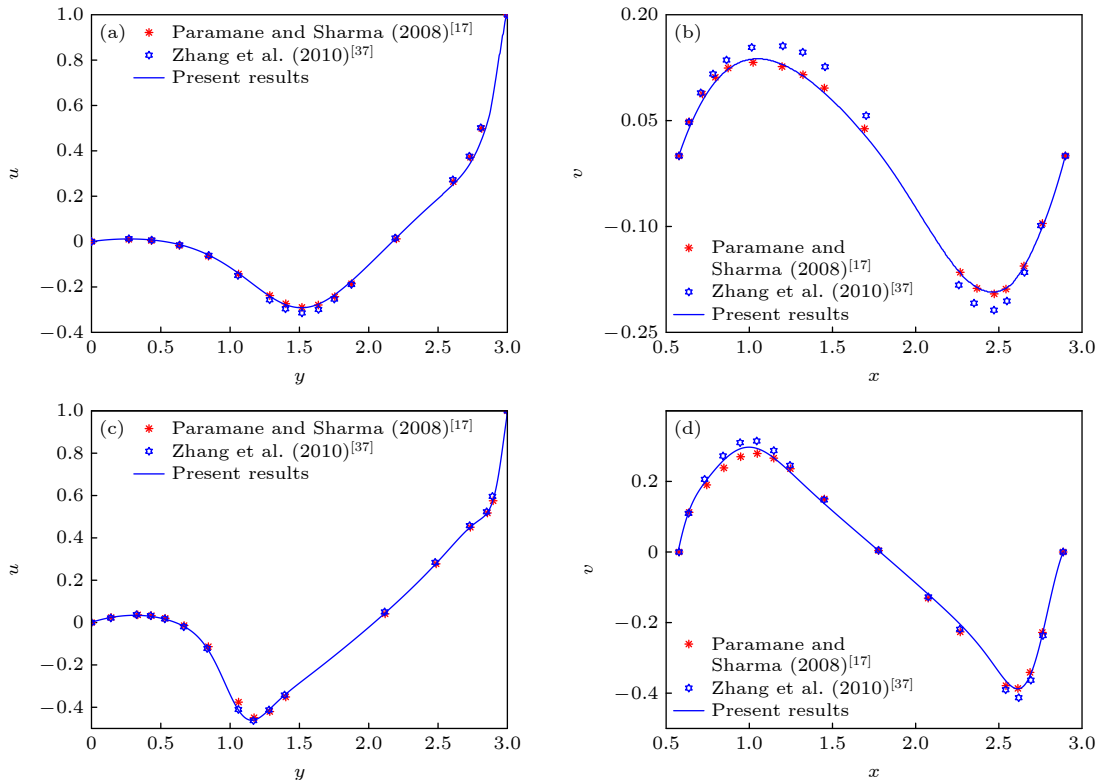 (a)
Paramane and Sharma (2008)[17]
Zhang et al. (2010)[37]
Present results
1.0
0.8
0.6
0.4
0.2
0
−0.2
−0.4
u
0
0.5
1.0
1.5
2.0
2.5
3.0
y
(b)
0.20
0.05
−0.10
−0.25
v
Paramane and
Sharma (2008)[17]
Zhang et al. (2010)[37]
Present results
0.5
1.0
1.5
2.0
2.5
3.0
x
(c)
Paramane and Sharma (2008)[17]
Zhang et al. (2010)[37]
Present results
1.0
0.8
0.6
0.4
0.2
0
−0.2
−0.4
u
0
0.5
1.0
1.5
2.0
2.5
3.0
y
(d)
0.2
0
−0.4
v
Paramane and
Sharma (2008)[17]
Zhang et al. (2010)[37]
Present results
0.5
1.0
1.5
2.0
2.5
3.0
x